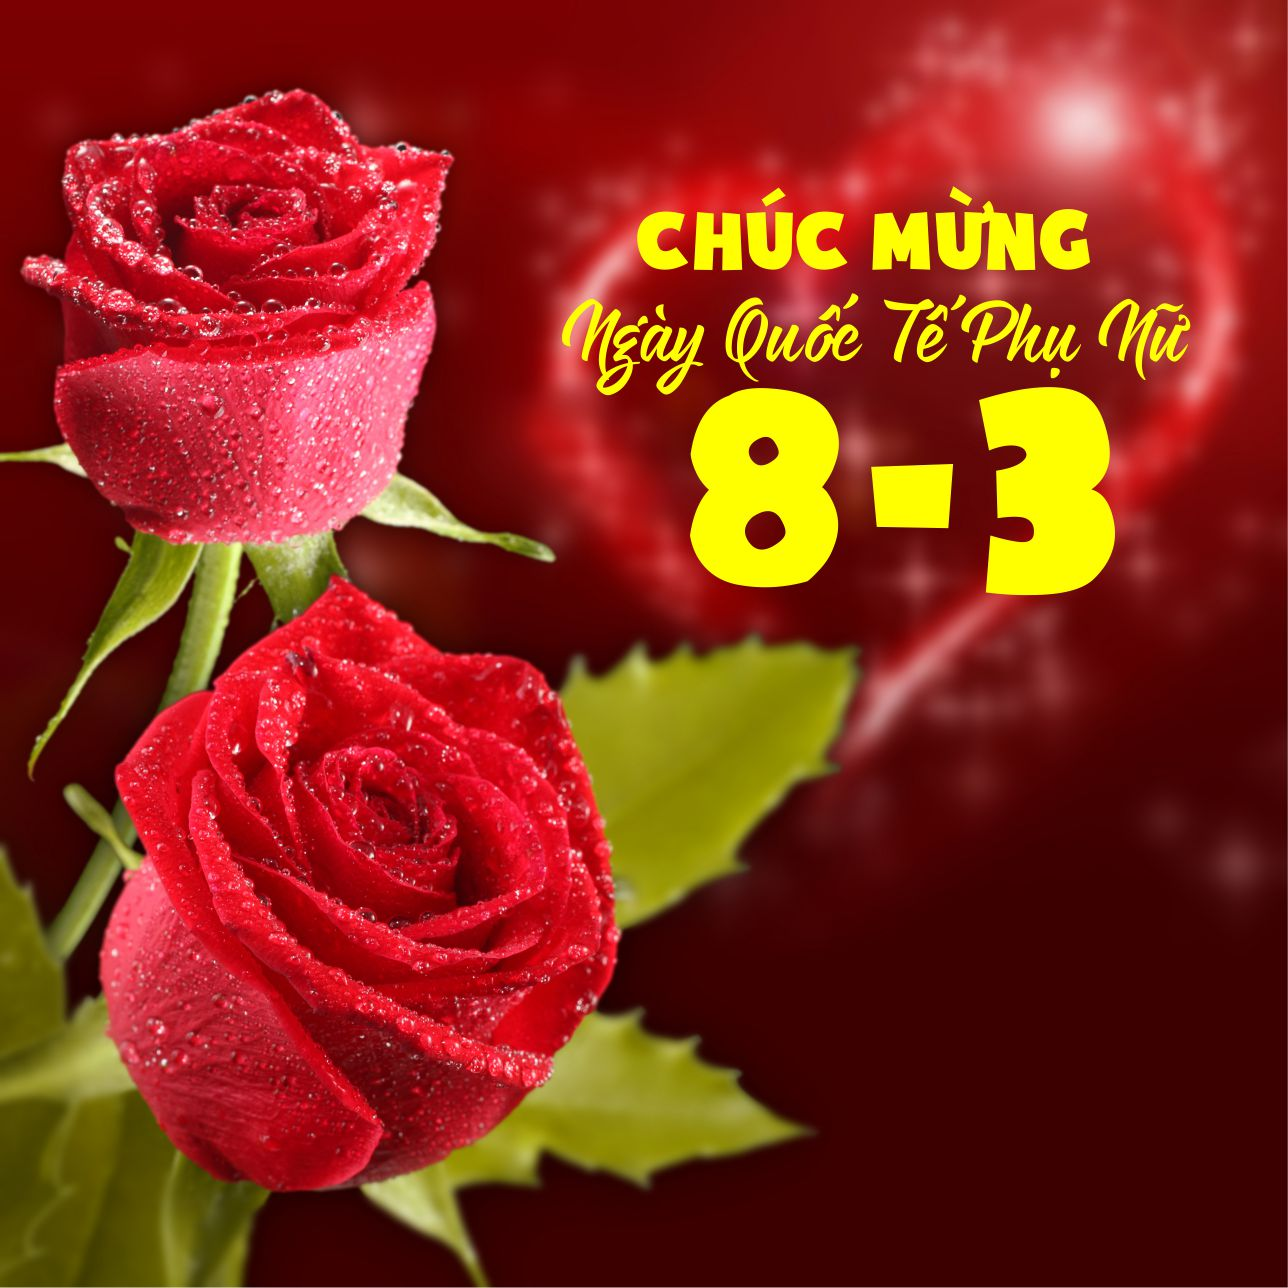 CHÚC MỪNG
Ngày Quốc Tế Phụ Nữ
8-3